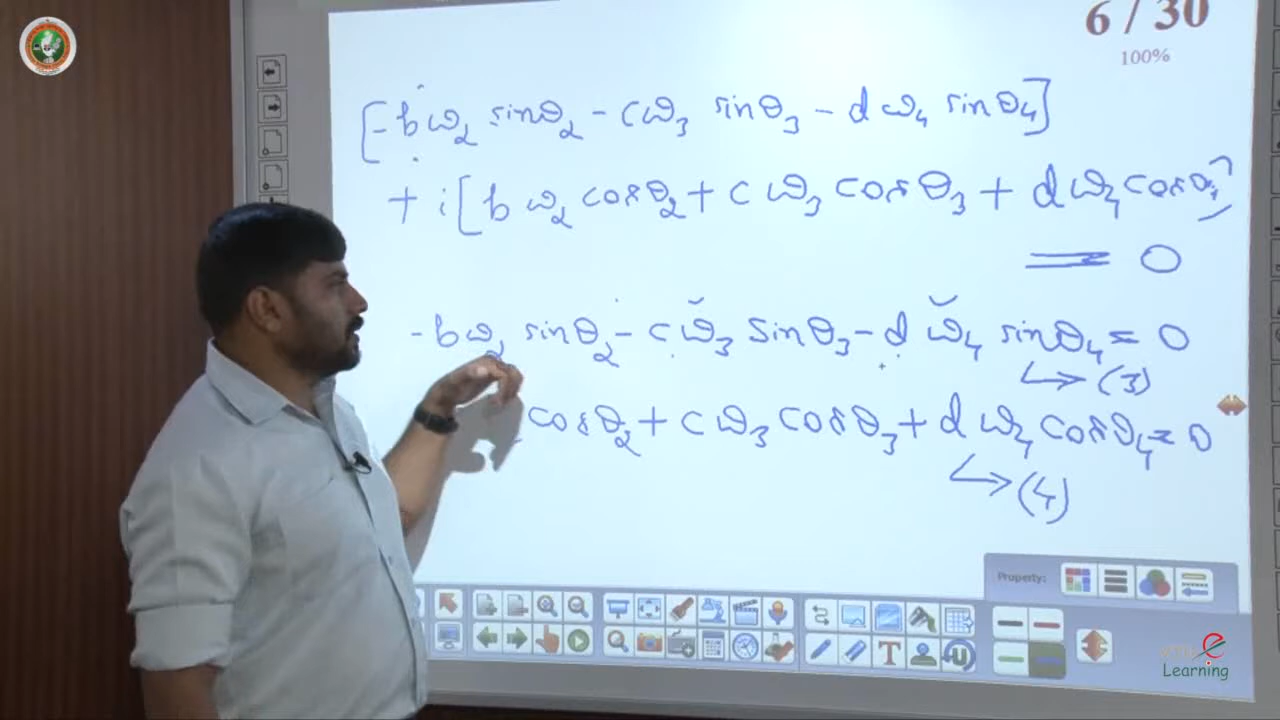 6 / 30
100%
[-bω₂ sinθ₂ - cω₃ sinθ₃ - dω₄ sinθ₄]
+ i[bω₂ cosθ₂ + cω₃ cosθ₃ + dω₄ cosθ₄]
= 0
-bω₂ sinθ₂ - cω₃ sinθ₃ - dω₄ sinθ₄ = 0
↳ (3)
cosθ₂ + cω₃ cosθ₃ + dω₄ cosθ₄ = 0
↳ (4)
Property:
T
e
Learning